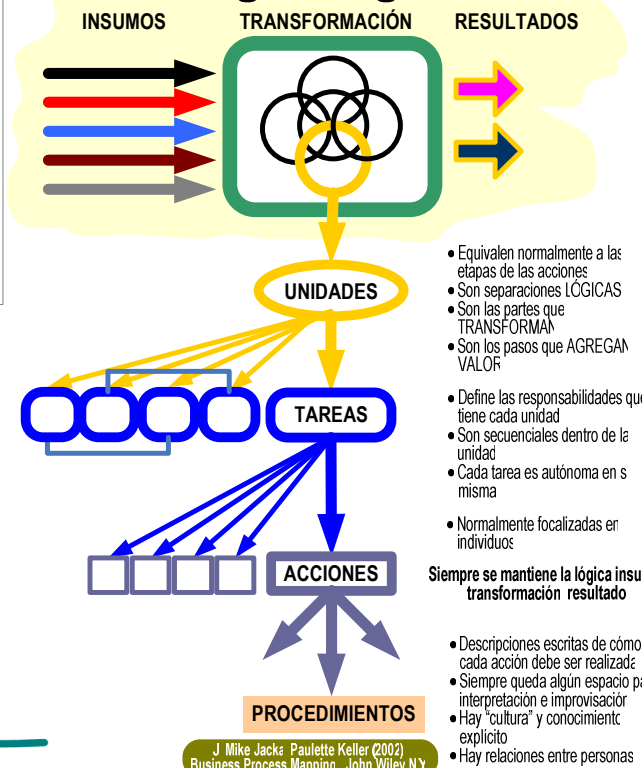 INSUMOS TRANSFORMACIÓN RESULTADOS
UNIDADES
• Equivalen normalmente a las
etapas de las acciones
• Son separaciones LÓGICAS
• Son las partes que
TRANSFORMAN
• Son los pasos que AGREGAN
VALOR
TAREAS
• Define las responsabilidades que
tiene cada unidad
• Son secuenciales dentro de la
unidad
• Cada tarea es autónoma en s
misma
• Normalmente focalizadas en
individuos
ACCIONES
Siempre se mantiene la lógica insu
transformación resultado
• Descripciones escritas de cómo
cada acción debe ser realizada
• Siempre queda algún espacio pa
interpretación e improvisación
• Hay “cultura” y conocimiento
explícito
• Hay relaciones entre personas
PROCEDIMIENTOS
J Mike Jacka Paulette Keller (2002)
Business Process Mapping John Wiley N.Y